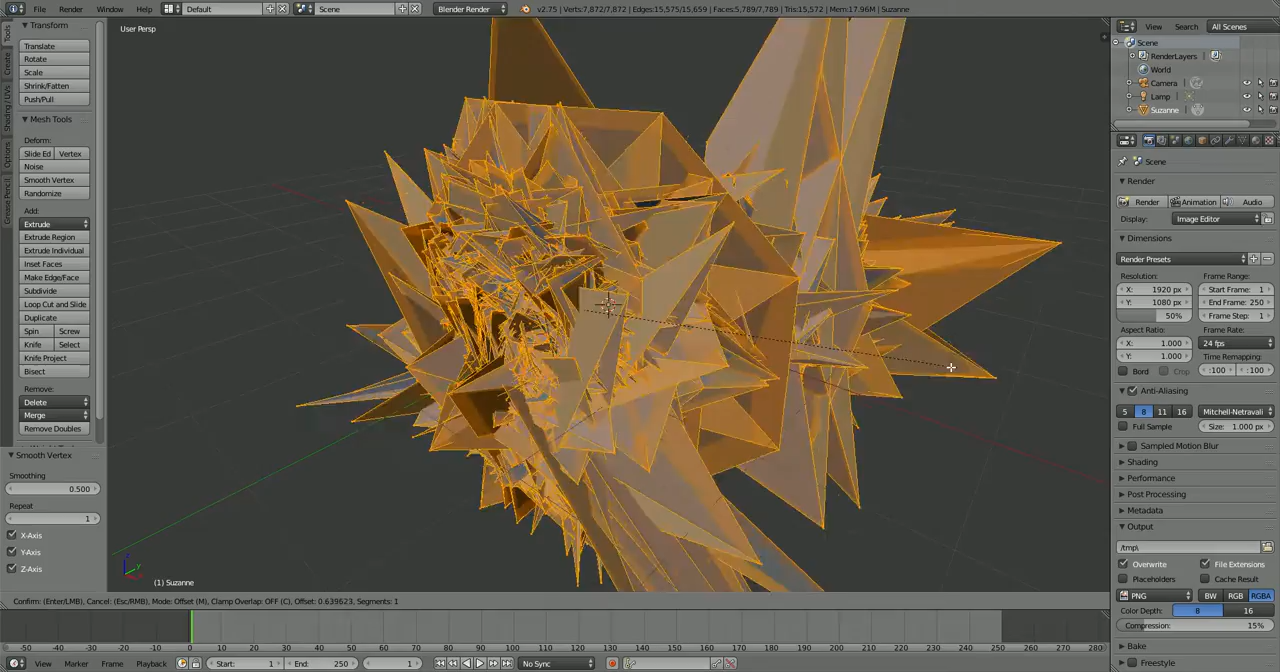 File Render Window Help Default Scene Blender Render v2.75 | Verts:7,872/7,872 | Edges:15,575/15,659 | Faces:5,789/7,789 | Tris:15,572 | Mem:17.96M | Suzanne
Tools
Create
Shading / UVs
Options
Grease Pencil
Transform
Translate
Rotate
Scale
Shrink/Fatten
Push/Pull
Mesh Tools
Deform:
Slide Ed Vertex
Noise
Smooth Vertex
Randomize
Add:
Extrude
Extrude Region
Extrude Individual
Inset Faces
Make Edge/Face
Subdivide
Loop Cut and Slide
Duplicate
Spin Screw
Knife Select
Knife Project
Bisect
Remove:
Delete
Merge
Remove Doubles
Smooth Vertex
Smoothing
0.500
Repeat
1
X-Axis
Y-Axis
Z-Axis
User Persp
(1) Suzanne
Confirm: (Enter/LMB), Cancel: (Esc/RMB), Mode: Offset (M), Clamp Overlap: OFF (C), Offset: 0.639623, Segments: 1
View Search All Scenes
Scene
RenderLayers
World
Camera
Lamp
Suzanne
Scene
Render
Render Animation Audio
Display: Image Editor
Dimensions
Render Presets
Resolution: Frame Range:
X: 1920 px Start Frame: 1
Y: 1080 px End Frame: 250
50% Frame Step: 1
Aspect Ratio: Frame Rate:
X: 1.000 24 fps
Y: 1.000 Time Remapping:
Bord Crop :100 :100
Anti-Aliasing
5 8 11 16 Mitchell-Netravali
Full Sample Size: 1.000 px
Sampled Motion Blur
Shading
Performance
Post Processing
Metadata
Output
/tmp\
Overwrite File Extensions
Placeholders Cache Result
PNG BW RGB RGBA
Color Depth: 8 16
Compression: 15%
Bake
Freestyle
-50 -40 -30 -20 -10 0 10 20 30 40 50 60 70 80 90 100 110 120 130 140 150 160 170 180 190 200 210 220 230 240 250 260 270 280
View Marker Frame Playback Start: 1 End: 250 1 No Sync